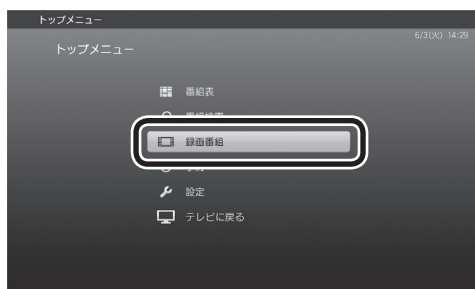 トップメニュー
6/3(火) 14:29
トップメニュー
番組表
録画番組
設定
テレビに戻る